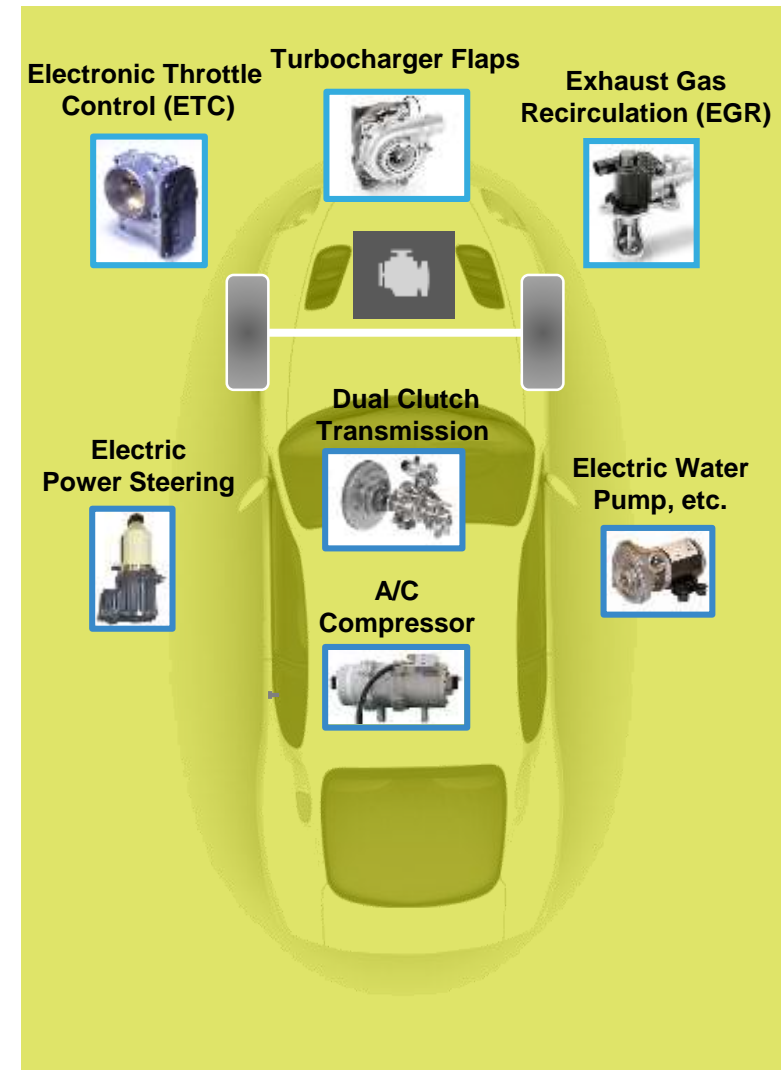 Electronic Throttle
Control (ETC)
Turbocharger Flaps
Exhaust Gas
Recirculation (EGR)
Dual Clutch
Transmission
Electric
Power Steering
Electric Water
Pump, etc.
A/C
Compressor